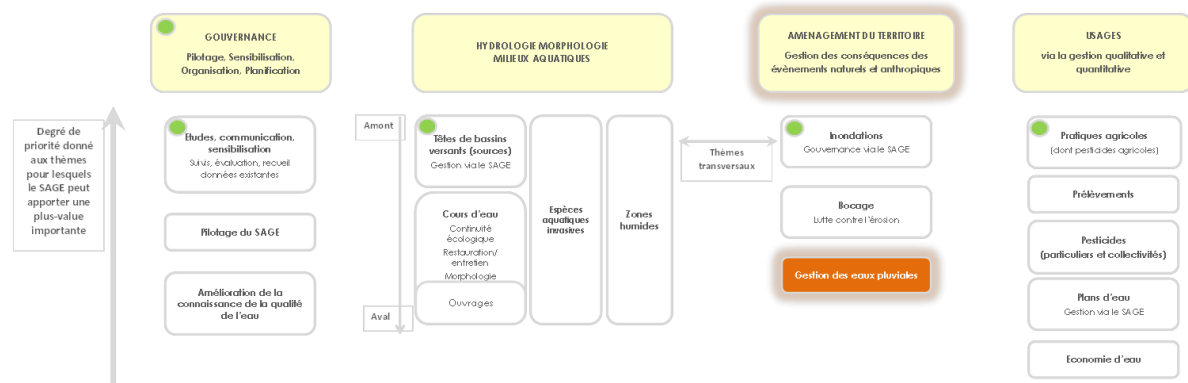 GOUVERNANCE
Pilotage, Sensibilisation,
Organisation, Planification
HYDROLOGIE MORPHOLOGIE
MILIEUX AQUATIQUES
AMENAGEMENT DU TERRITOIRE
Gestion des conséquences des
évènements naturels et anthropiques
USAGES
via la gestion qualitative et
quantitative
Degré de
priorité donné
aux thèmes
pour lesquels
le SAGE peut
apporter une
plus-value
importante
Etudes, communication,
sensibilisation
Suivis, évaluation, recueil
données existantes
Pilotage du SAGE
Amélioration de la
connaissance de la qualité
de l'eau
Amont
Aval
Têtes de bassins
versants (sources)
Gestion via le SAGE
Cours d'eau
Continuité
écologique
Restauration/
entretien
Morphologie
Ouvrages
Espèces
aquatiques
invasives
Zones
humides
Thèmes
transversaux
Inondations
Gouvernance via le SAGE
Bocage
Lutte contre l'érosion
Gestion des eaux pluviales
Pratiques agricoles
(dont pesticides agricoles)
Prélèvements
Pesticides
(particuliers et collectivités)
Plans d'eau
Gestion via le SAGE
Economie d'eau